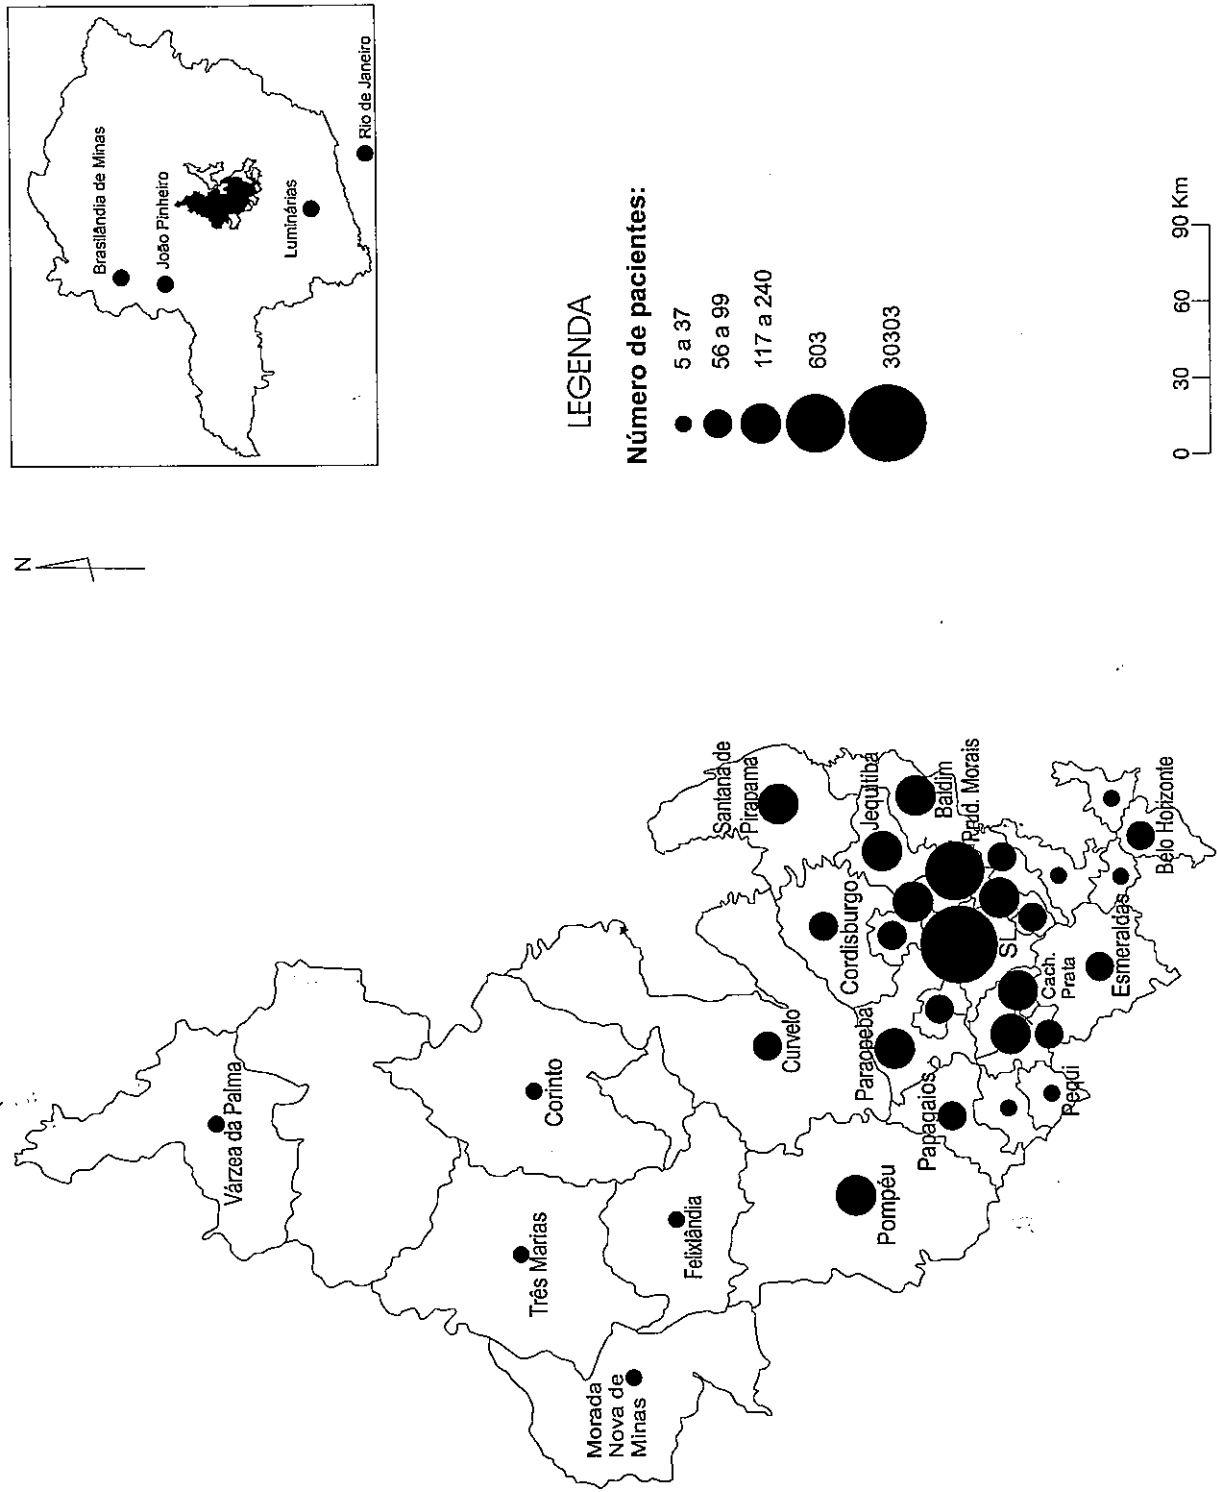 N
Várzea da Palma
Três Marias
Corinto
Morada
Nova de
Minas
Felixlândia
Curvelo
Santana de
Pirapama
Pompéu
Cordisburgo
Jequitiba
Paraopeba
Baldim
Papagaios
Prud. Morais
SL
Cach.
Prata
Pequi
Esmeraldas
Belo Horizonte
Brasilândia de Minas
João Pinheiro
Luminárias
Rio de Janeiro
LEGENDA
Número de pacientes:
5 a 37
56 a 99
117 a 240
603
30303
0 30 60 90 Km